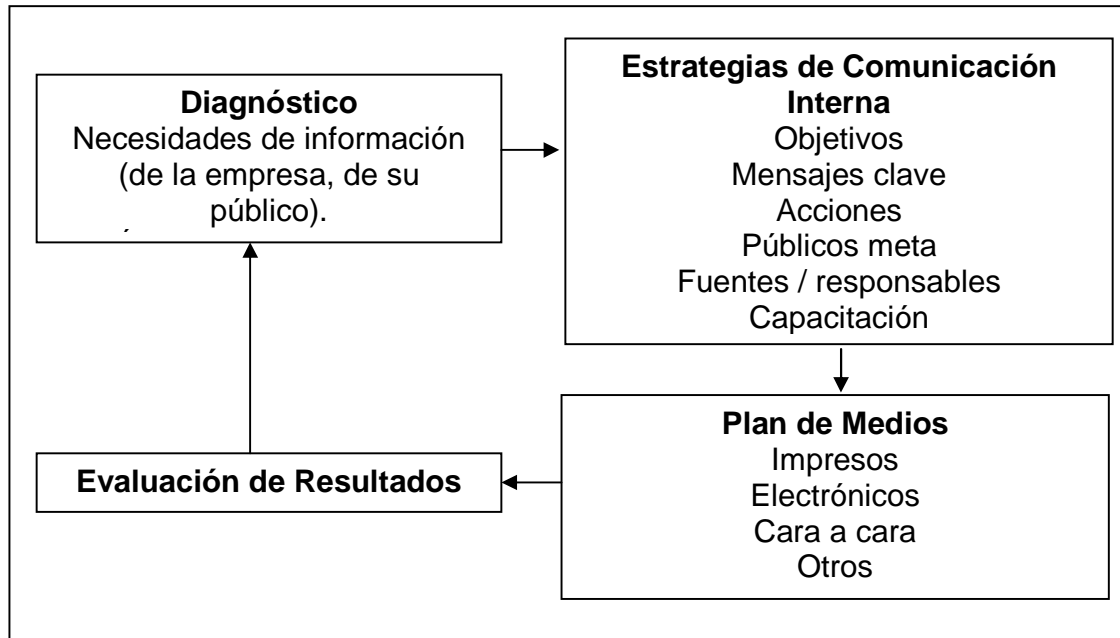 Diagnóstico
Necesidades de información
(de la empresa, de su
público).
Estrategias de Comunicación
Interna
Objetivos
Mensajes clave
Acciones
Públicos meta
Fuentes / responsables
Capacitación
Plan de Medios
Impresos
Electrónicos
Cara a cara
Otros
Evaluación de Resultados